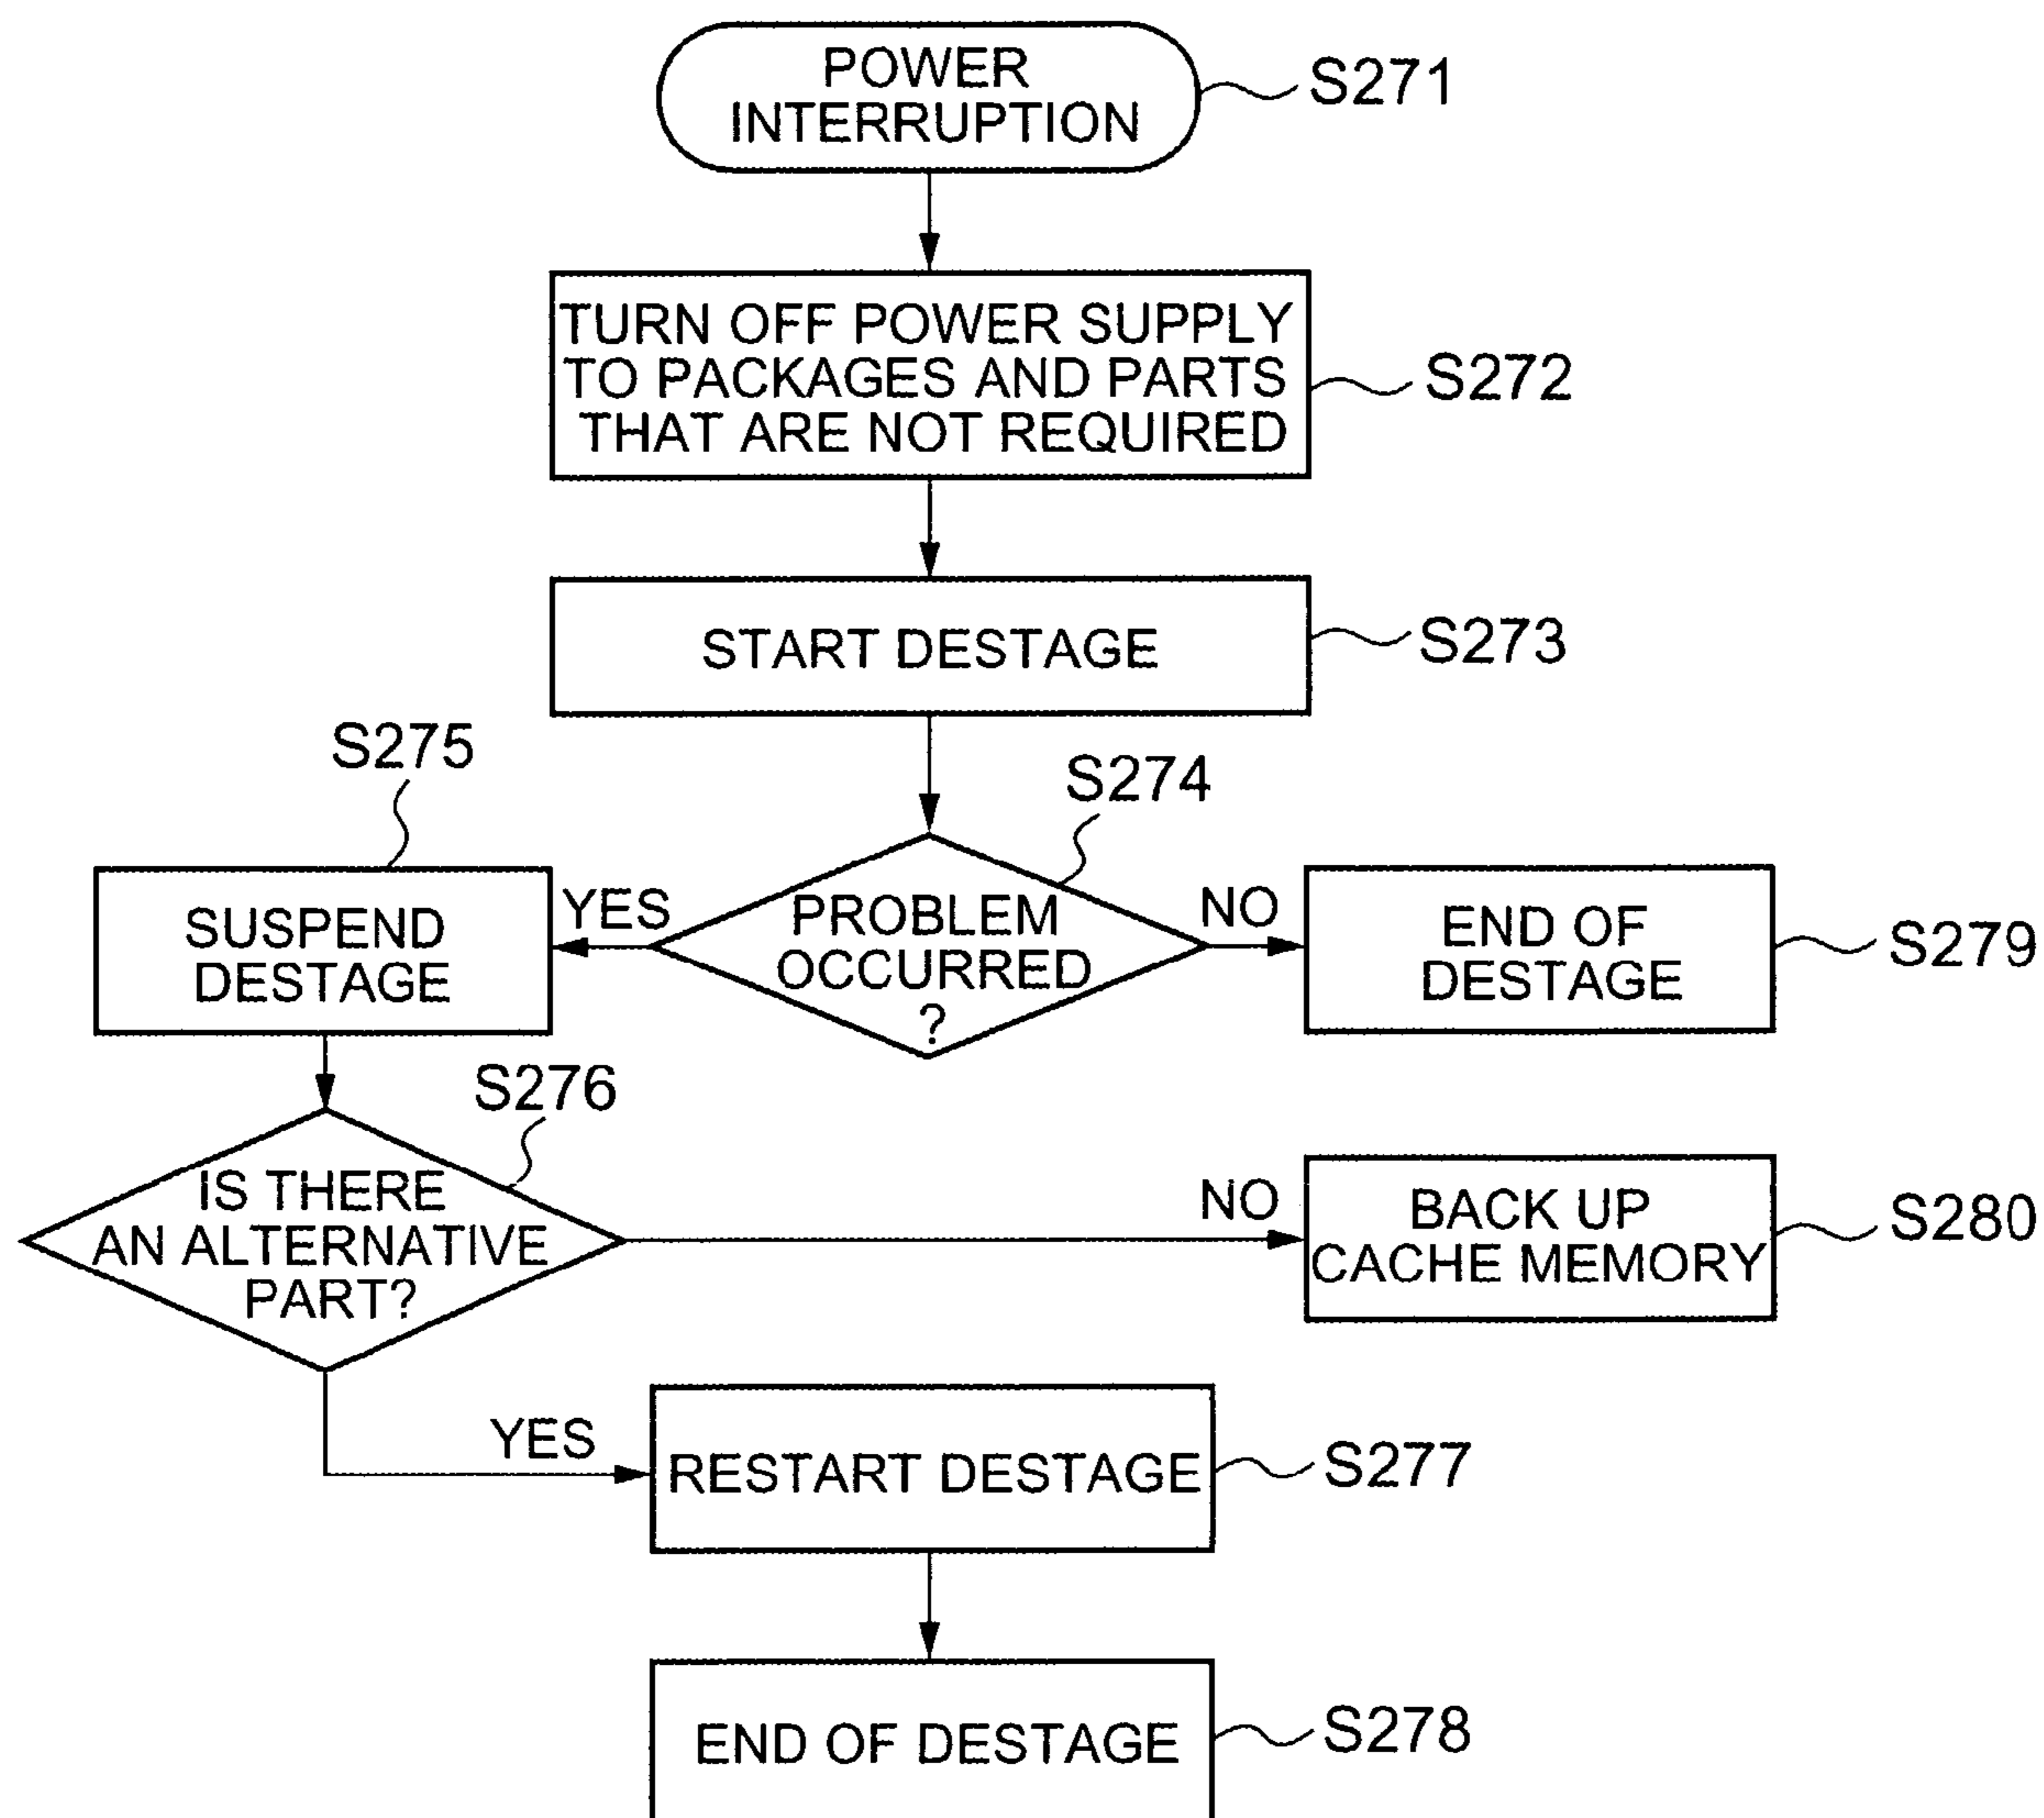 POWER
INTERRUPTION
S271
TURN OFF POWER SUPPLY
TO PACKAGES AND PARTS
THAT ARE NOT REQUIRED
S272
START DESTAGE
S273
S275
S274
SUSPEND
DESTAGE
YES
PROBLEM
OCCURRED
?
NO
END OF
DESTAGE
S279
S276
IS THERE
AN ALTERNATIVE
PART?
NO
BACK UP
CACHE MEMORY
S280
YES
RESTART DESTAGE
S277
END OF DESTAGE
S278